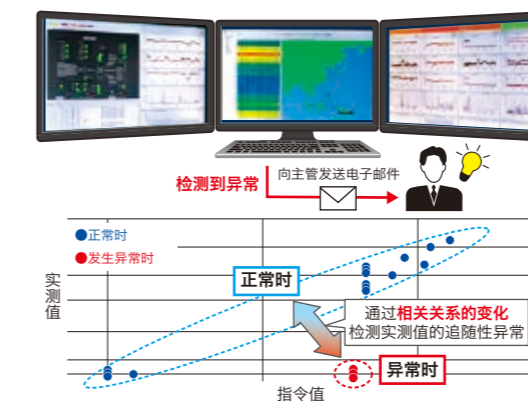 检测到异常
向主管发送电子邮件
●正常时
●发生异常时
实测值
正常时
通过相关关系的变化
检测实测值的追随性异常
异常时
指令值